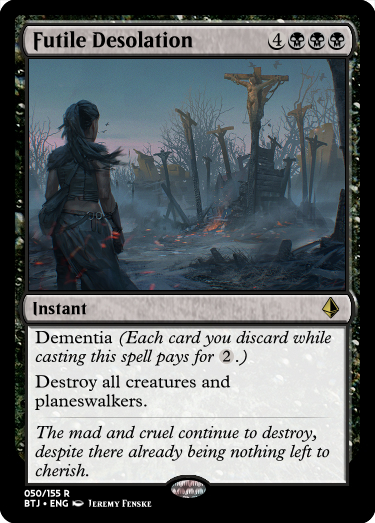 Futile Desolation 4
Instant
Dementia (Each card you discard while
casting this spell pays for 2.)
Destroy all creatures and
planeswalkers.
The mad and cruel continue to destroy,
despite there already being nothing left to
cherish.
050/155 R
BTJ • ENG Jeremy Fenske